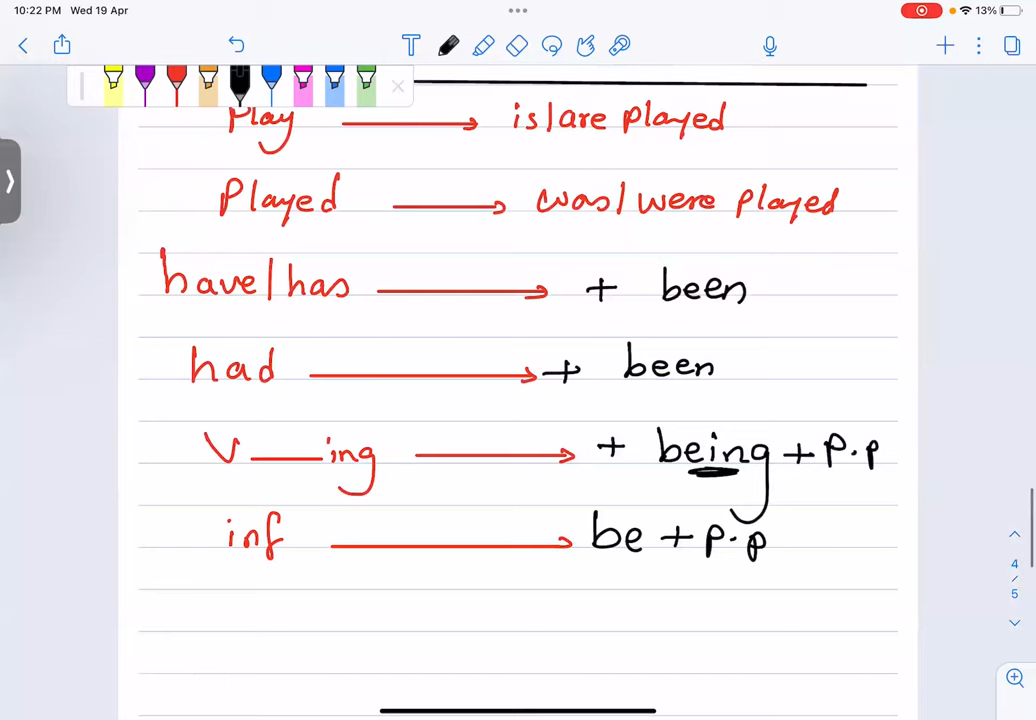 10:22 PM Wed 19 Apr
13%
Play → is/are played
Played → was/were played
have/has → + been
had → + been
V ___ ing → + being + P.P
inf → be + P.P
4
/
5